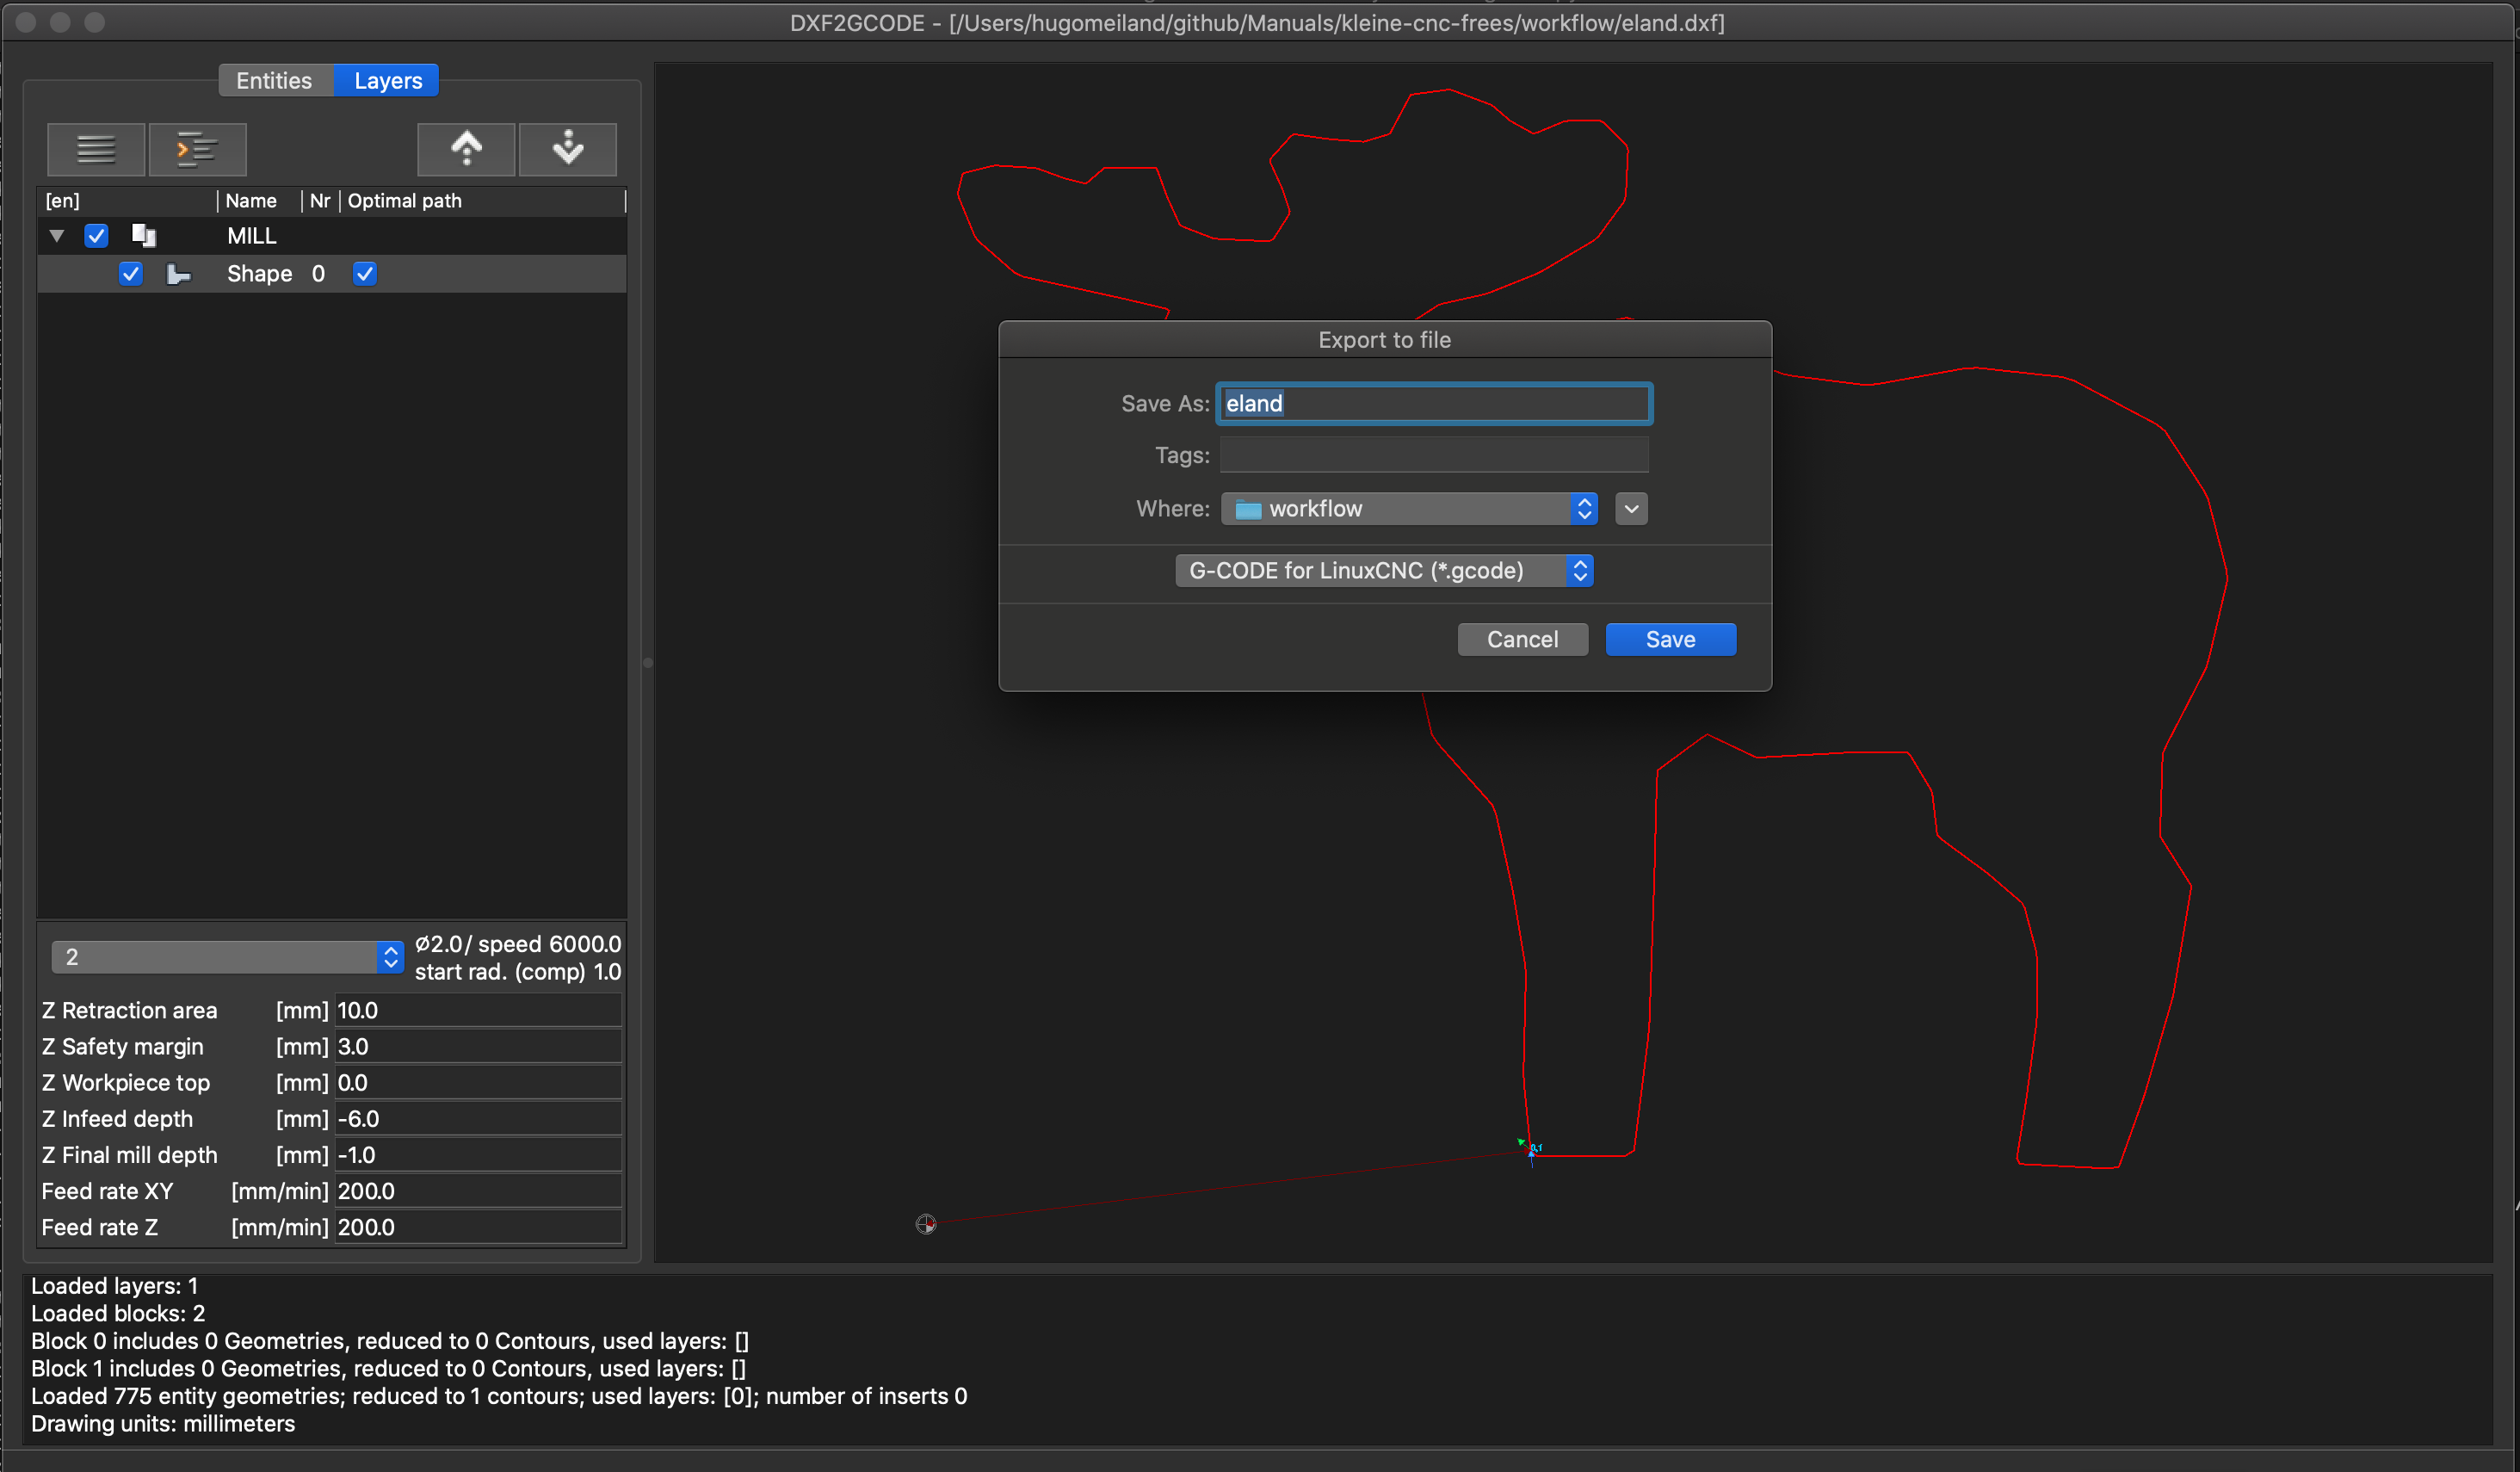 DXF2GCODE - [/Users/hugomeiland/github/Manuals/kleine-cnc-frees/workflow/eland.dxf]
Entities Layers
[en] Name Nr Optimal path
MILL
Shape 0
Export to file
Save As: eland
Tags:
Where: workflow
G-CODE for LinuxCNC (*.gcode)
Cancel Save
2
Ø2.0/ speed 6000.0
start rad. (comp) 1.0
Z Retraction area [mm] 10.0
Z Safety margin [mm] 3.0
Z Workpiece top [mm] 0.0
Z Infeed depth [mm] -6.0
Z Final mill depth [mm] -1.0
Feed rate XY [mm/min] 200.0
Feed rate Z [mm/min] 200.0
Loaded layers: 1
Loaded blocks: 2
Block 0 includes 0 Geometries, reduced to 0 Contours, used layers: []
Block 1 includes 0 Geometries, reduced to 0 Contours, used layers: []
Loaded 775 entity geometries; reduced to 1 contours; used layers: [0]; number of inserts 0
Drawing units: millimeters